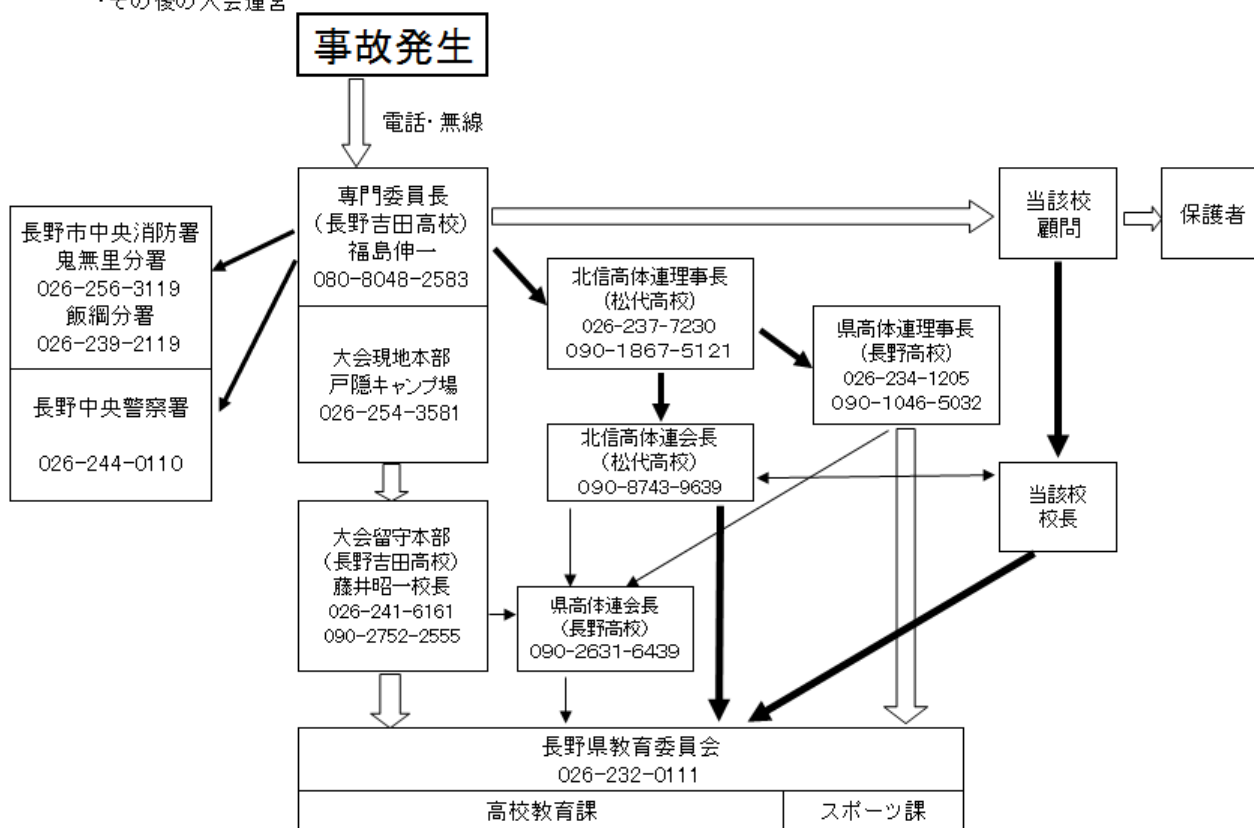 ・その後の大会運営
事故発生
電話・無線
専門委員長
(長野吉田高校)
福島伸一
080-8048-2583
当該校
顧問
保護者
長野市中央消防署
鬼無里分署
026-256-3119
飯綱分署
026-239-2119
北信高体連理事長
(松代高校)
026-237-7230
090-1867-5121
県高体連理事長
(長野高校)
026-234-1205
090-1046-5032
大会現地本部
戸隠キャンプ場
026-254-3581
長野中央警察署
026-244-0110
北信高体連会長
(松代高校)
090-8743-9639
当該校
校長
大会留守本部
(長野吉田高校)
藤井昭一校長
026-241-6161
090-2752-2555
県高体連会長
(長野高校)
090-2631-6439
長野県教育委員会
026-232-0111
高校教育課
スポーツ課